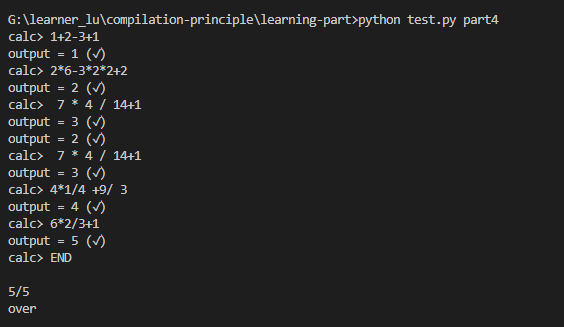 G:\learner_lu\compilation-principle\learning-part>python test.py part4
calc> 1+2-3+1
output = 1 (√)
calc> 2*6-3*2*2+2
output = 2 (√)
calc>  7 * 4 / 14+1
output = 3 (√)
output = 2 (√)
calc>  7 * 4 / 14+1
output = 3 (√)
calc> 4*1/4 +9/ 3
output = 4 (√)
calc> 6*2/3+1
output = 5 (√)
calc> END
5/5
over